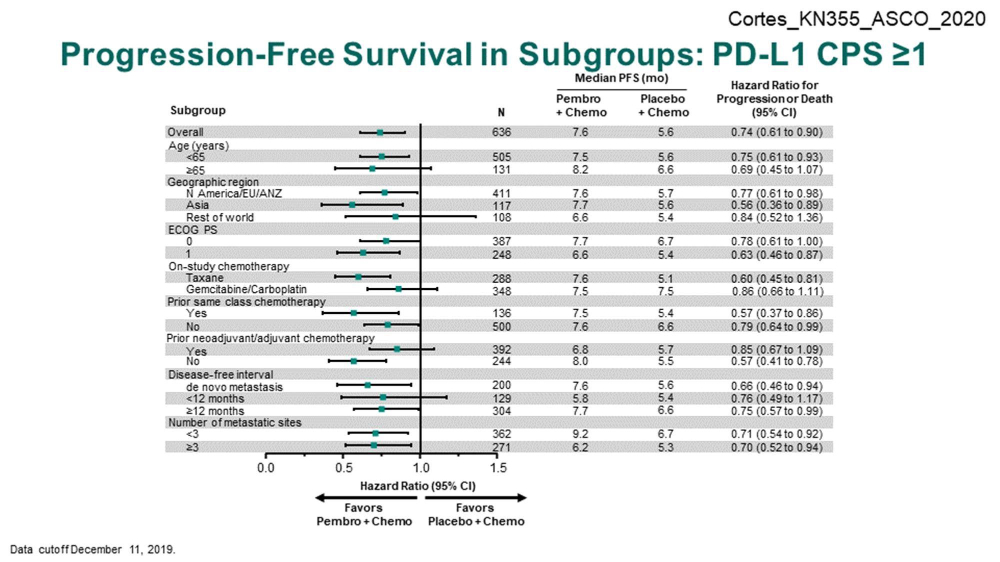 Cortes_KN355_ASCO_2020
Progression-Free Survival in Subgroups: PD-L1 CPS ≥1
Median PFS (mo)
Hazard Ratio for
Progression or Death
(95% CI)
Pembro
+ Chemo
Placebo
+ Chemo
Subgroup N
Overall 636 7.6 5.6 0.74 (0.61 to 0.90)
Age (years)
<65 505 7.5 5.6 0.75 (0.61 to 0.93)
≥65 131 8.2 6.6 0.69 (0.45 to 1.07)
Geographic region
N America/EU/ANZ 411 7.6 5.7 0.77 (0.61 to 0.98)
Asia 117 7.7 5.6 0.56 (0.36 to 0.89)
Rest of world 108 6.6 5.4 0.84 (0.52 to 1.36)
ECOG PS
0 387 7.7 6.7 0.78 (0.61 to 1.00)
1 248 6.6 5.4 0.63 (0.46 to 0.87)
On-study chemotherapy
Taxane 288 7.6 5.1 0.60 (0.45 to 0.81)
Gemcitabine/Carboplatin 348 7.5 7.5 0.86 (0.66 to 1.11)
Prior same class chemotherapy
Yes 136 7.5 5.4 0.57 (0.37 to 0.86)
No 500 7.6 6.6 0.79 (0.64 to 0.99)
Prior neoadjuvant/adjuvant chemotherapy
Yes 392 6.8 5.7 0.85 (0.67 to 1.09)
No 244 8.0 5.5 0.57 (0.41 to 0.78)
Disease-free interval
de novo metastasis 200 7.6 5.6 0.66 (0.46 to 0.94)
<12 months 129 5.8 5.4 0.76 (0.49 to 1.17)
≥12 months 304 7.7 6.6 0.75 (0.57 to 0.99)
Number of metastatic sites
<3 362 9.2 6.7 0.71 (0.54 to 0.92)
≥3 271 6.2 5.3 0.70 (0.52 to 0.94)
0.0 0.5 1.0 1.5
Hazard Ratio (95% CI)
Favors
Pembro + Chemo
Favors
Placebo + Chemo
Data cutoff December 11, 2019.